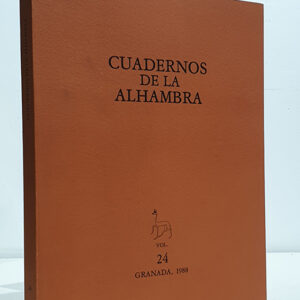 CUADERNOS
DE LA
ALHAMBRA
VOL.
24
GRANADA, 1988